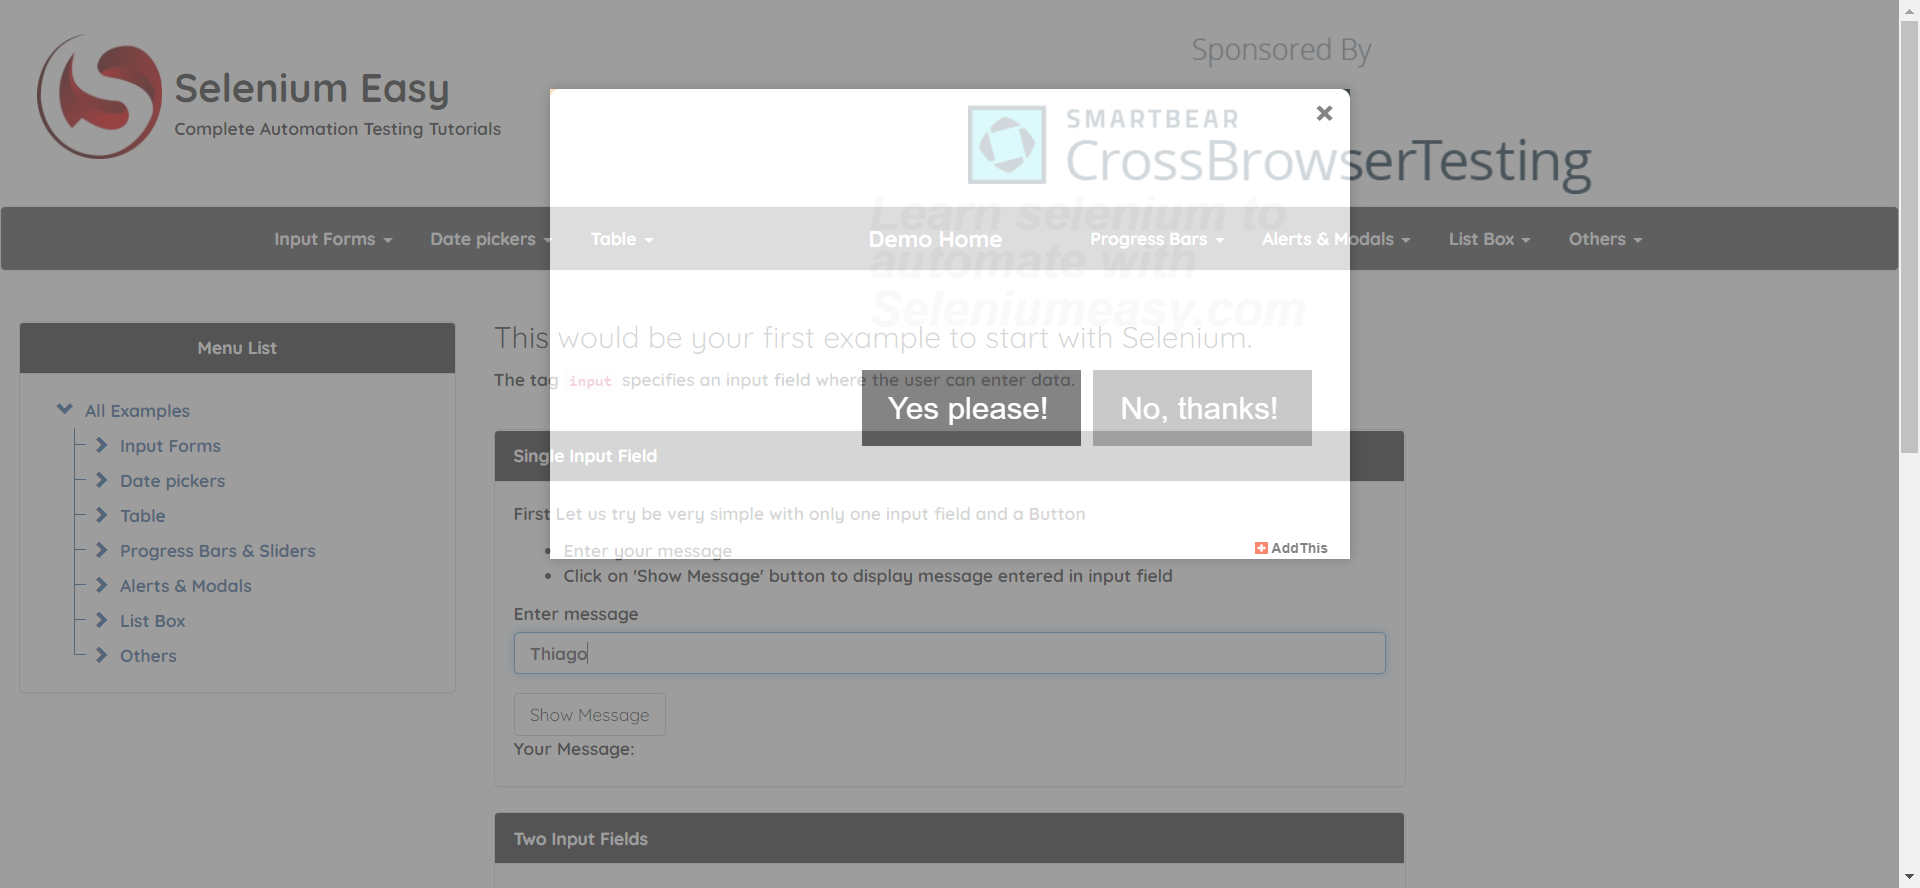 Sponsored By
Selenium Easy
Complete Automation Testing Tutorials
SMARTBEAR
CrossBrowserTesting
Learn selenium to
automate with
Seleniumeasy.com
Input Forms
Date pickers
Table
Demo Home
Progress Bars
Alerts & Modals
List Box
Others
Menu List
All Examples
Input Forms
Date pickers
Table
Progress Bars & Sliders
Alerts & Modals
List Box
Others
This would be your first example to start with Selenium.
The tag input specifies an input field where the user can enter data.
Yes please!
No, thanks!
Single Input Field
First Let us try be very simple with only one input field and a Button
Enter your message
AddThis
Click on 'Show Message' button to display message entered in input field
Enter message
Thiago
Show Message
Your Message:
Two Input Fields